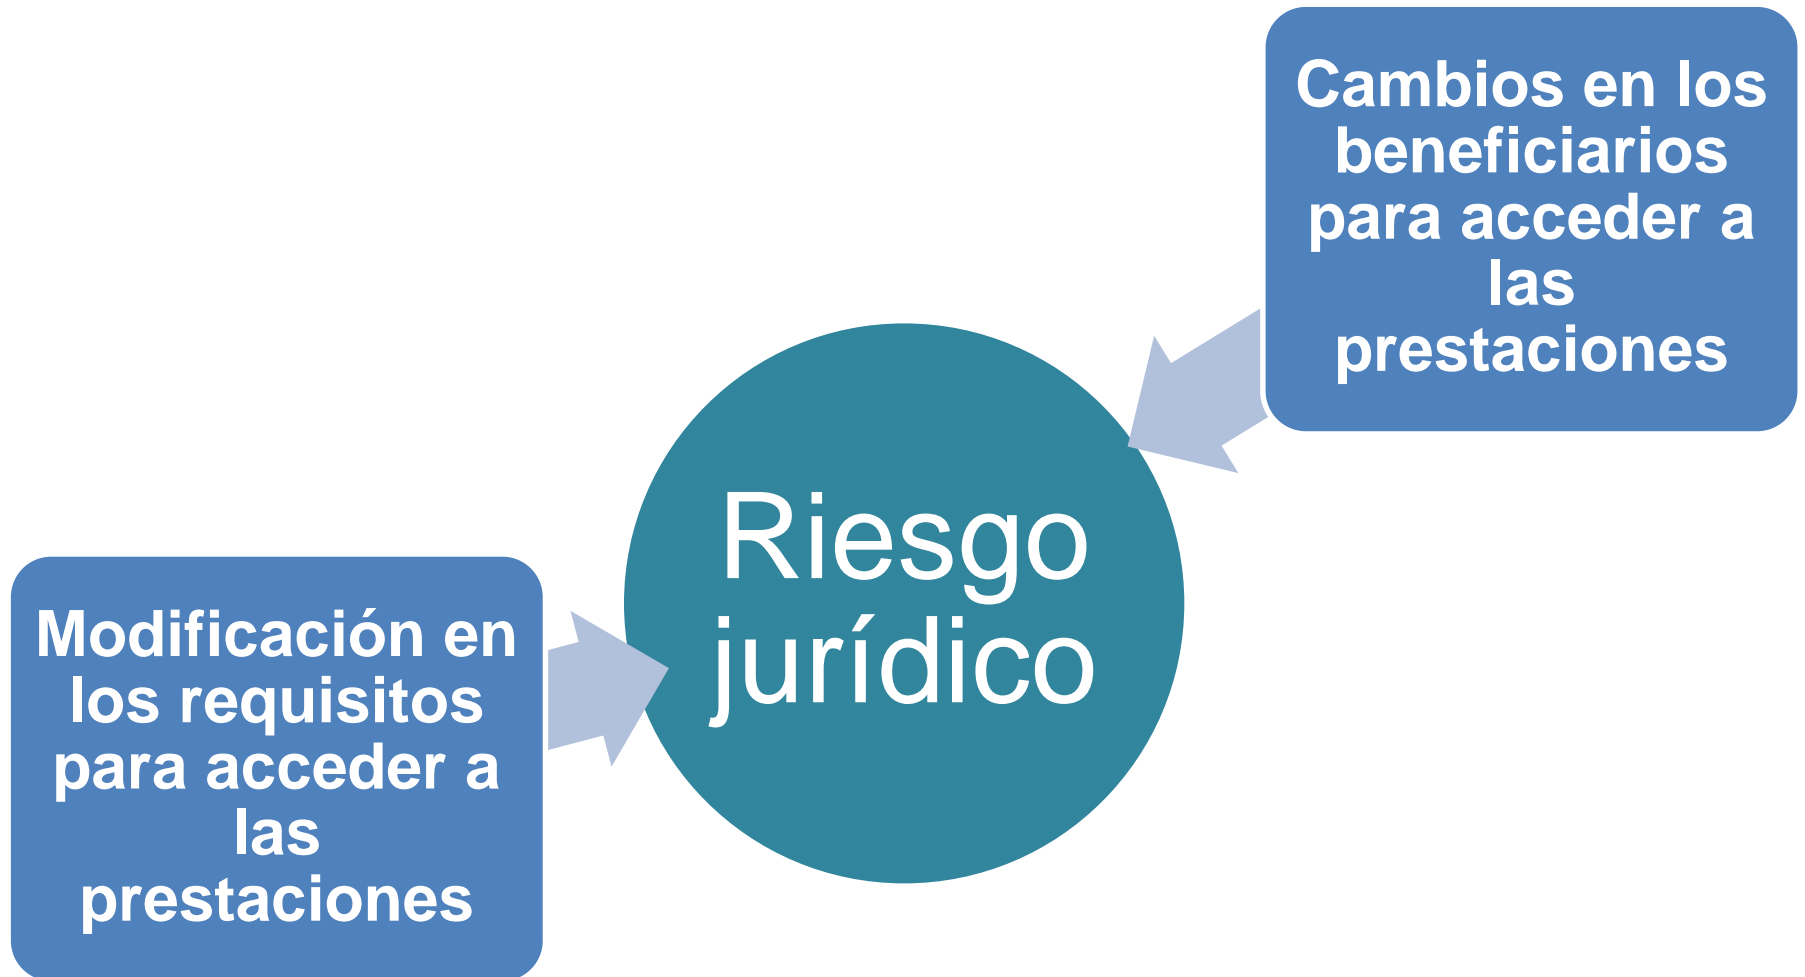 Cambios en los
beneficiarios
para acceder a
las
prestaciones
Riesgo
jurídico
Modificación en
los requisitos
para acceder a
las
prestaciones